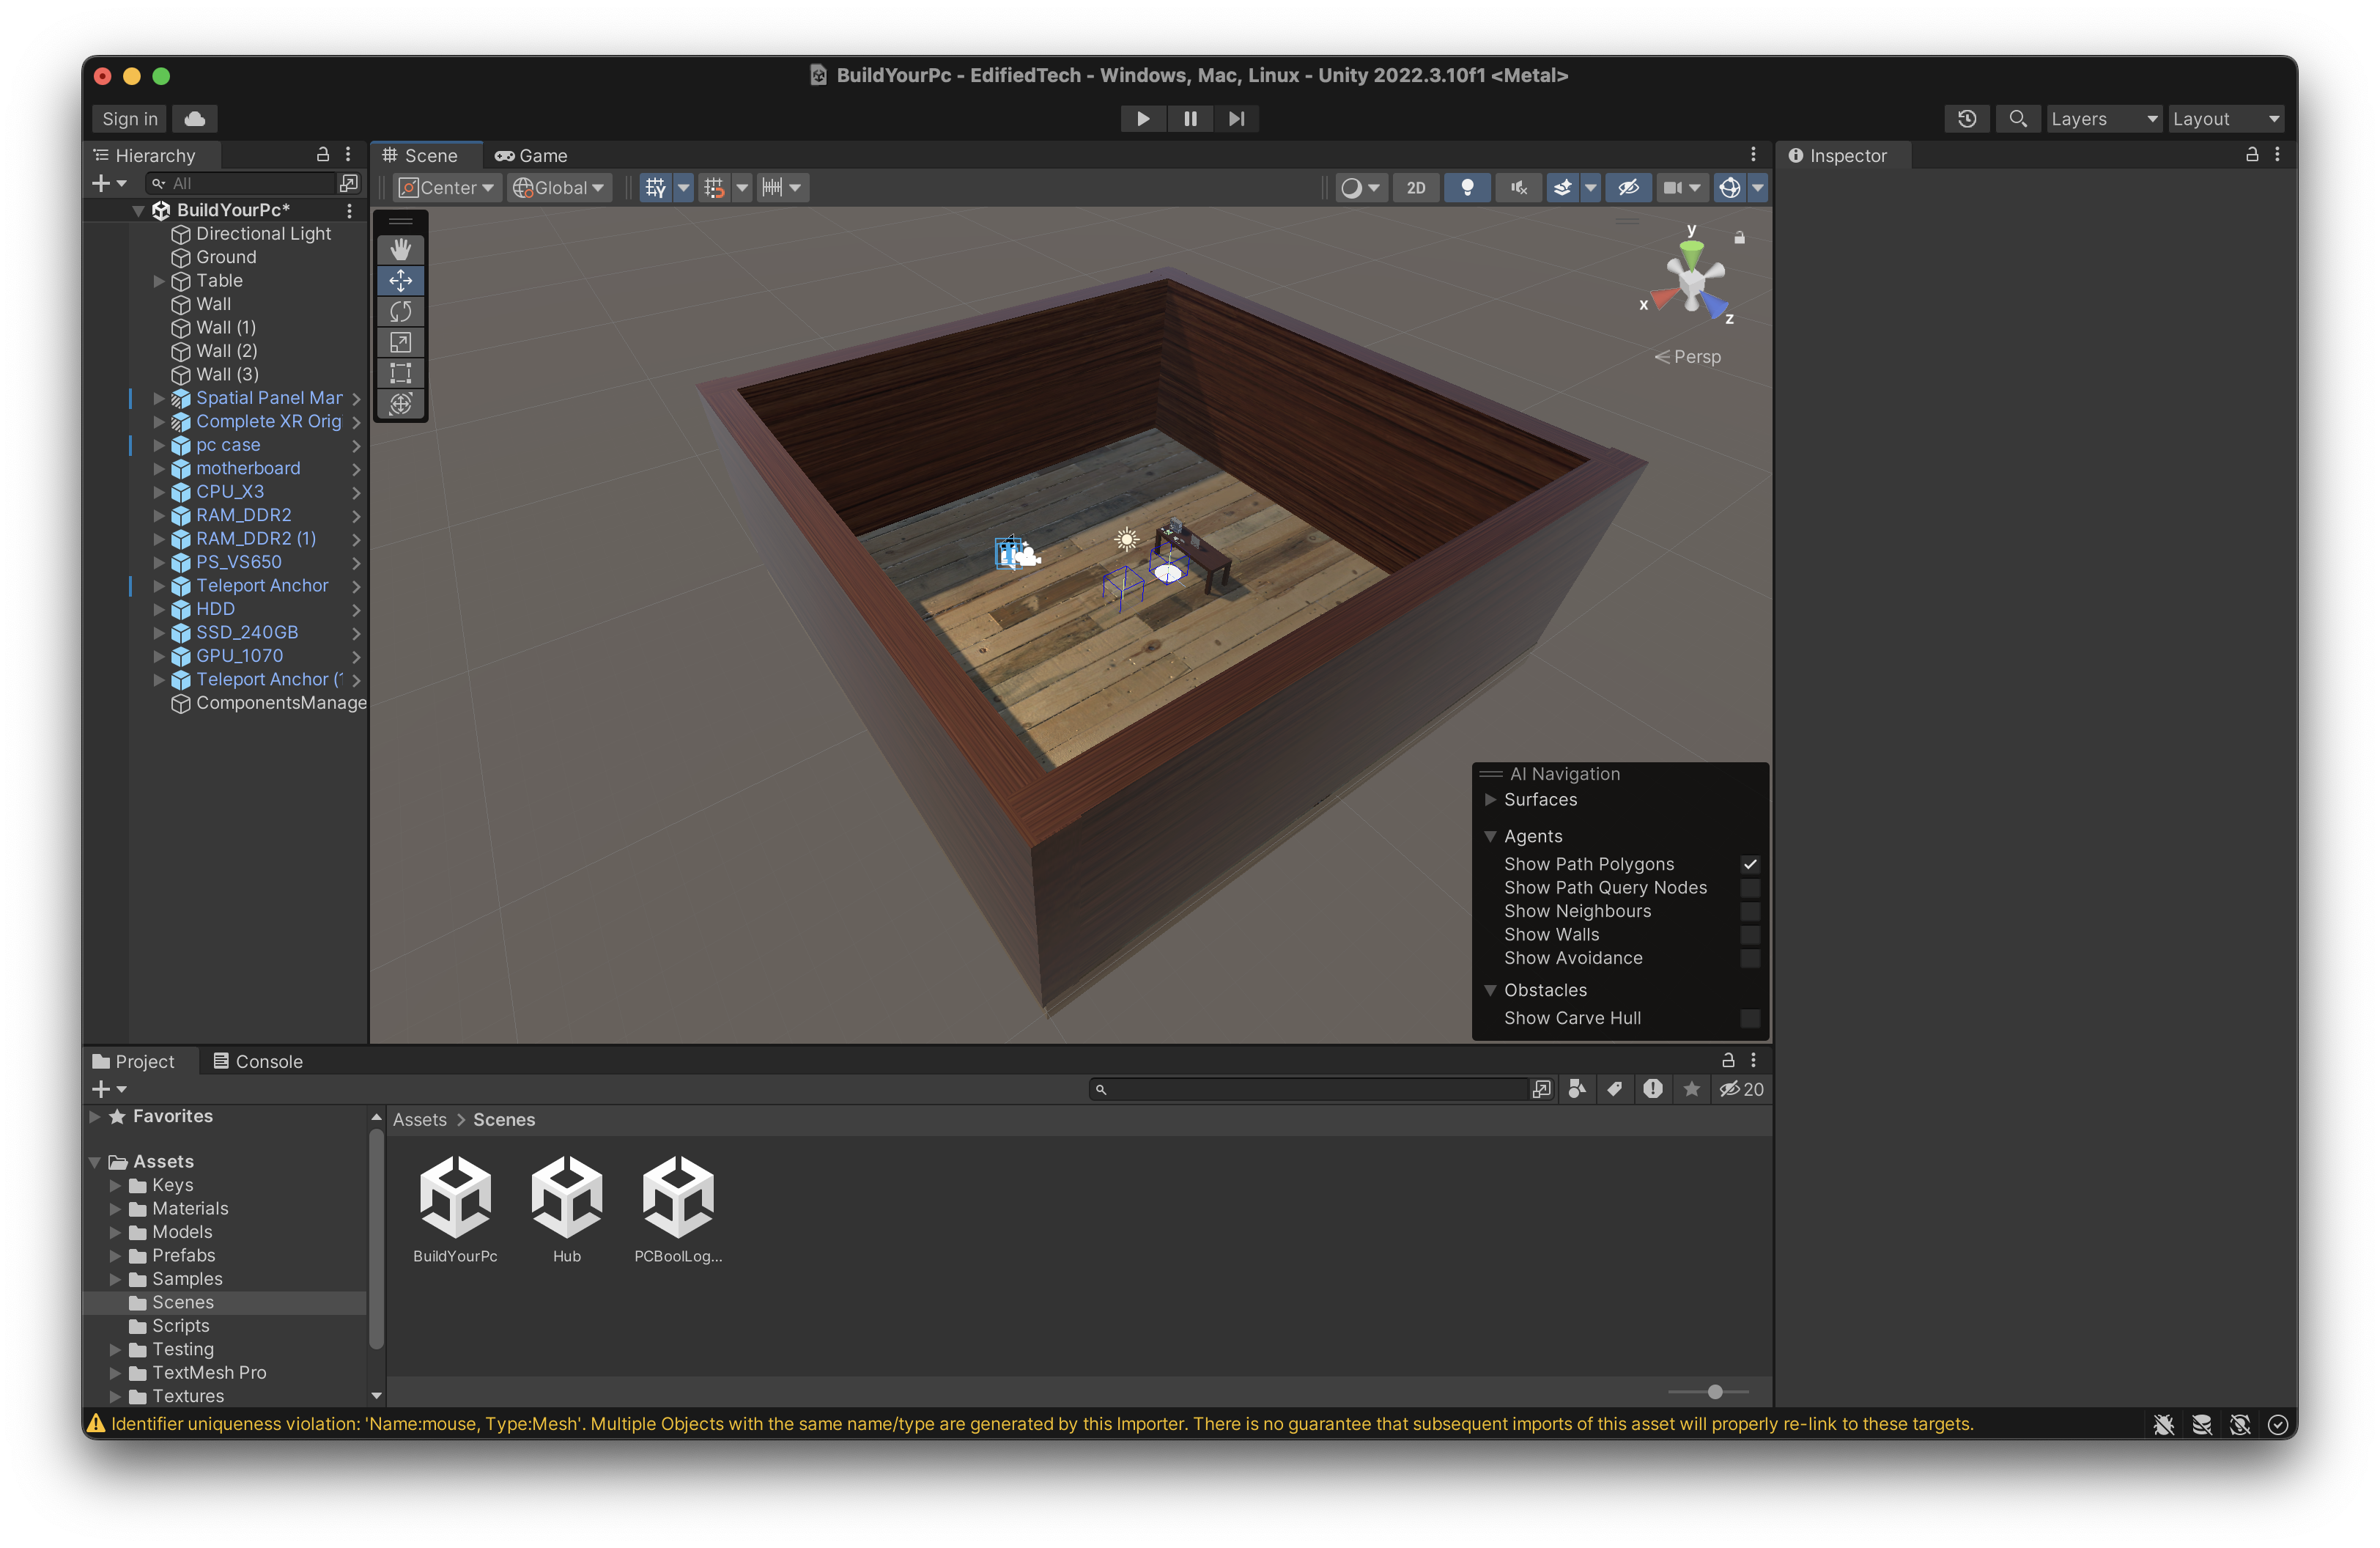 BuildYourPc - EdifiedTech - Windows, Mac, Linux - Unity 2022.3.10f1 <Metal>
Sign in
Layers
Layout
Hierarchy
All
BuildYourPc*
Directional Light
Ground
Table
Wall
Wall (1)
Wall (2)
Wall (3)
Spatial Panel Man
Complete XR Orig
pc case
motherboard
CPU_X3
RAM_DDR2
RAM_DDR2 (1)
PS_VS650
Teleport Anchor
HDD
SSD_240GB
GPU_1070
Teleport Anchor (1
ComponentsManage
Scene
Game
Center
Global
2D
y
x
z
Persp
AI Navigation
Surfaces
Agents
Show Path Polygons
Show Path Query Nodes
Show Neighbours
Show Walls
Show Avoidance
Obstacles
Show Carve Hull
Inspector
Project
Console
20
Favorites
Assets
Keys
Materials
Models
Prefabs
Samples
Scenes
Scripts
Testing
TextMesh Pro
Textures
Assets > Scenes
BuildYourPc
Hub
PCBoolLog...
Identifier uniqueness violation: 'Name:mouse, Type:Mesh'. Multiple Objects with the same name/type are generated by this Importer. There is no guarantee that subsequent imports of this asset will properly re-link to these targets.